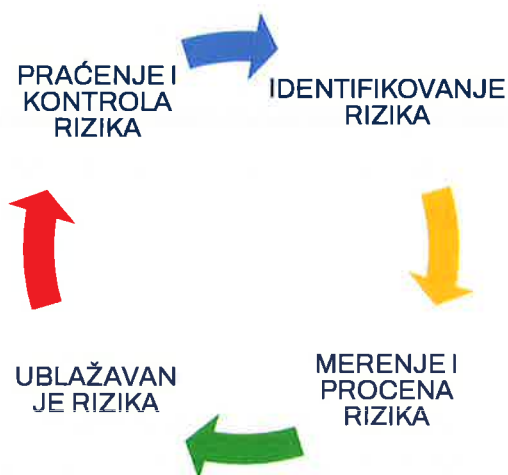 PRAĆENJE I
KONTROLA
RIZIKA
IDENTIFIKOVANJE
RIZIKA
MERENJE I
PROCENA
RIZIKA
UBLAŽAVAN
JE RIZIKA